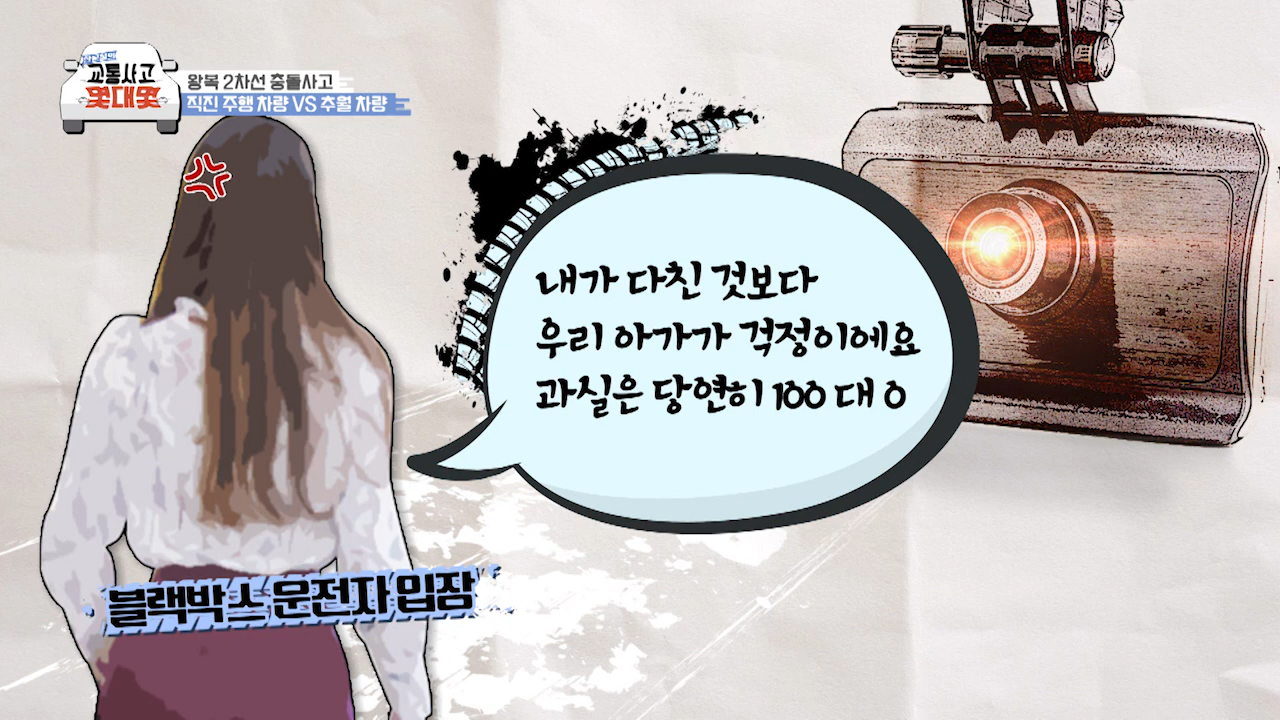 교통사고
몇대몇
왕복 2차선 충돌사고
직진 주행 차량 VS 추월 차량
내가 다친 것보다
우리 아가가 걱정이에요
과실은 당연히 100 대 0
블랙박스 운전자 입장